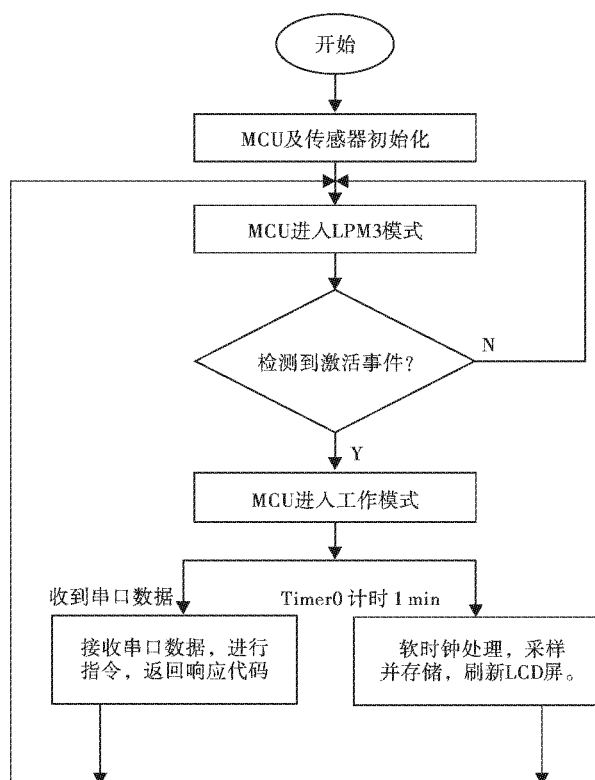 开始
MCU及传感器初始化
MCU进入LPM3模式
检测到激活事件?
N
Y
MCU进入工作模式
收到串口数据
Timer0 计时 1 min
接收串口数据，进行
指令，返回响应代码
软时钟处理，采样
并存储，刷新LCD屏。